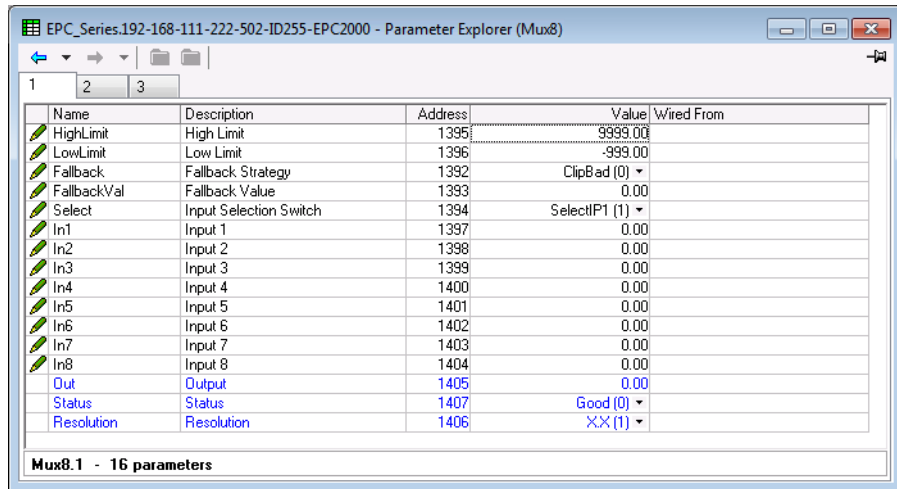 EPC_Series.192-168-111-222-502-ID255-EPC2000 - Parameter Explorer (Mux8)
1 2 3
Name Description Address Value Wired From
HighLimit High Limit 1395 9999.00
LowLimit Low Limit 1396 -999.00
Fallback Fallback Strategy 1392 ClipBad (0)
FallbackVal Fallback Value 1393 0.00
Select Input Selection Switch 1394 SelectIP1 (1)
In1 Input 1 1397 0.00
In2 Input 2 1398 0.00
In3 Input 3 1399 0.00
In4 Input 4 1400 0.00
In5 Input 5 1401 0.00
In6 Input 6 1402 0.00
In7 Input 7 1403 0.00
In8 Input 8 1404 0.00
Out Output 1405 0.00
Status Status 1407 Good (0)
Resolution Resolution 1406 X.X (1)
Mux8.1 - 16 parameters